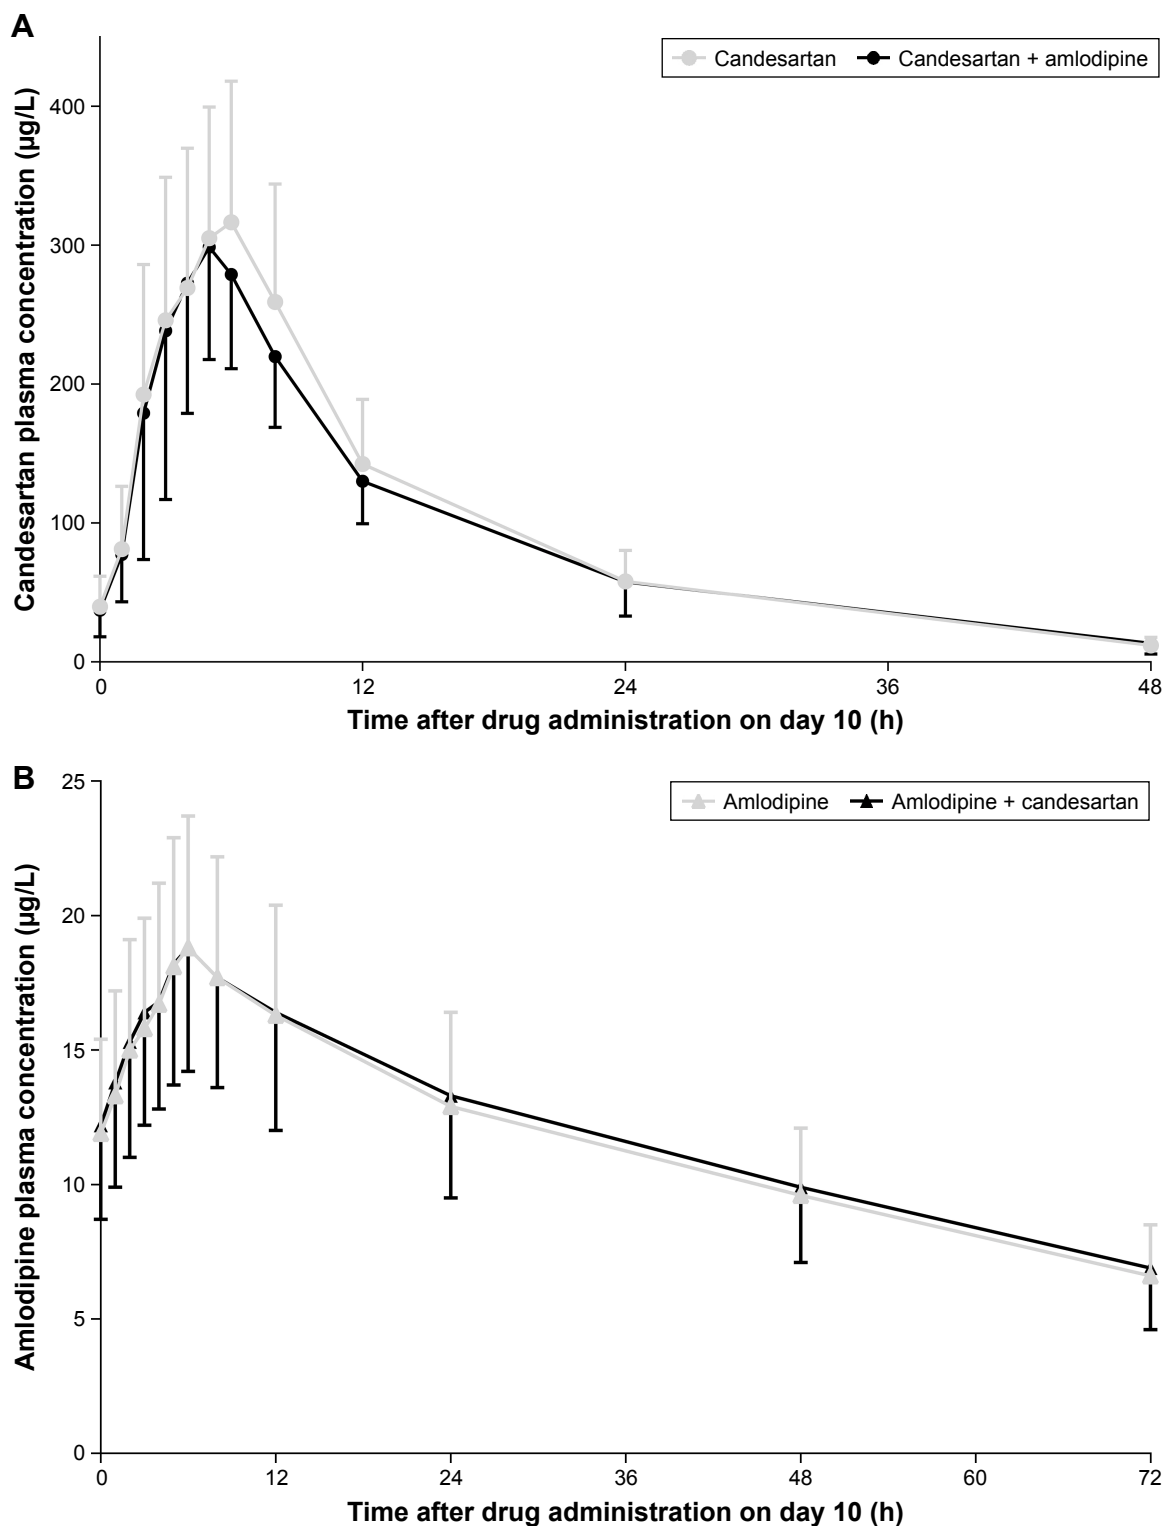 A
Candesartan Candesartan + amlodipine
Candesartan plasma concentration (µg/L)
400
300
200
100
0
0 12 24 36 48
Time after drug administration on day 10 (h)
B
Amlodipine Amlodipine + candesartan
Amlodipine plasma concentration (µg/L)
25
20
15
10
5
0
0 12 24 36 48 60 72
Time after drug administration on day 10 (h)